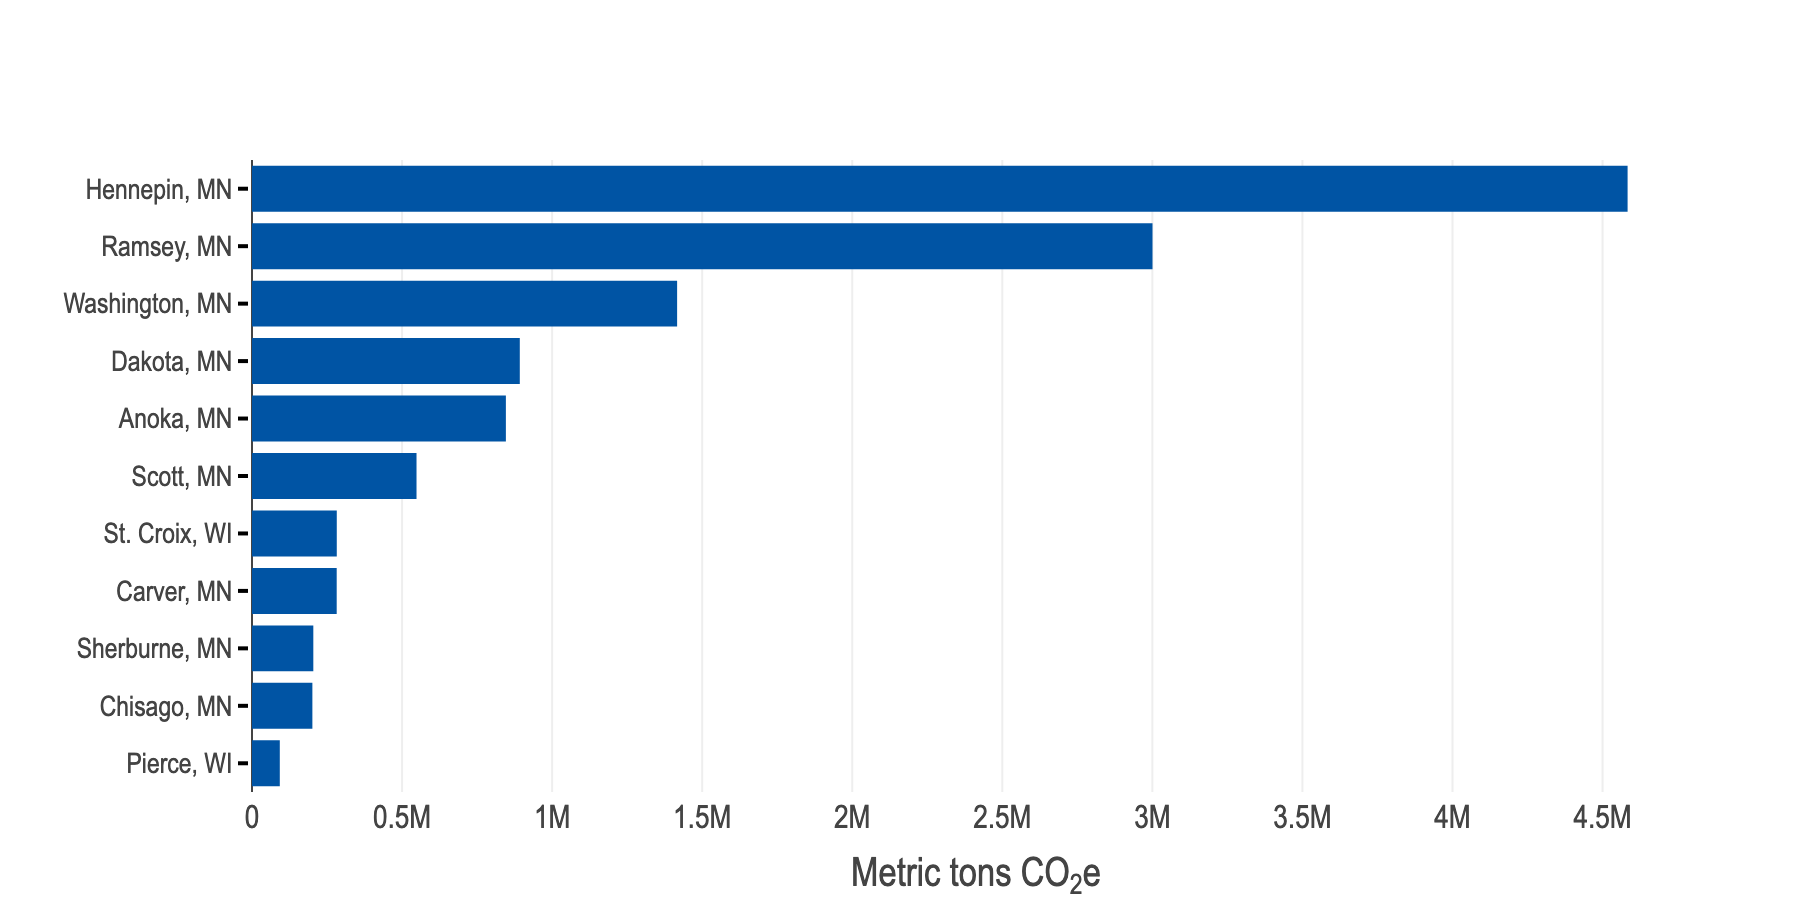 Hennepin, MN
Ramsey, MN
Washington, MN
Dakota, MN
Anoka, MN
Scott, MN
St. Croix, WI
Carver, MN
Sherburne, MN
Chisago, MN
Pierce, WI
0 0.5M 1M 1.5M 2M 2.5M 3M 3.5M 4M 4.5M
Metric tons CO₂e